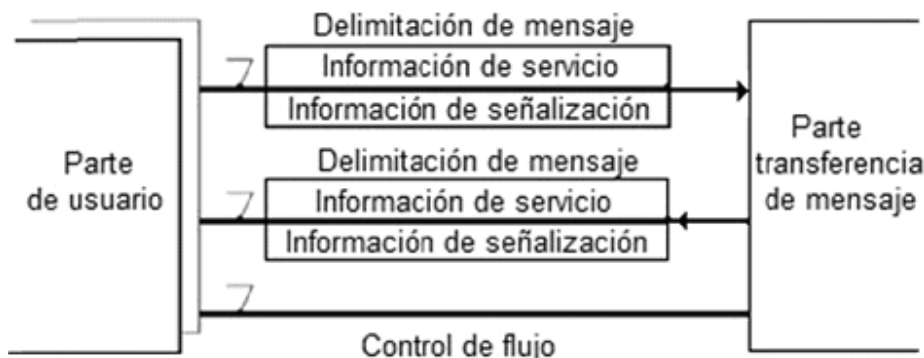 Delimitación de mensaje
Información de servicio
Información de señalización
Parte
de usuario
Delimitación de mensaje
Información de servicio
Información de señalización
Parte
transferencia
de mensaje
Control de flujo